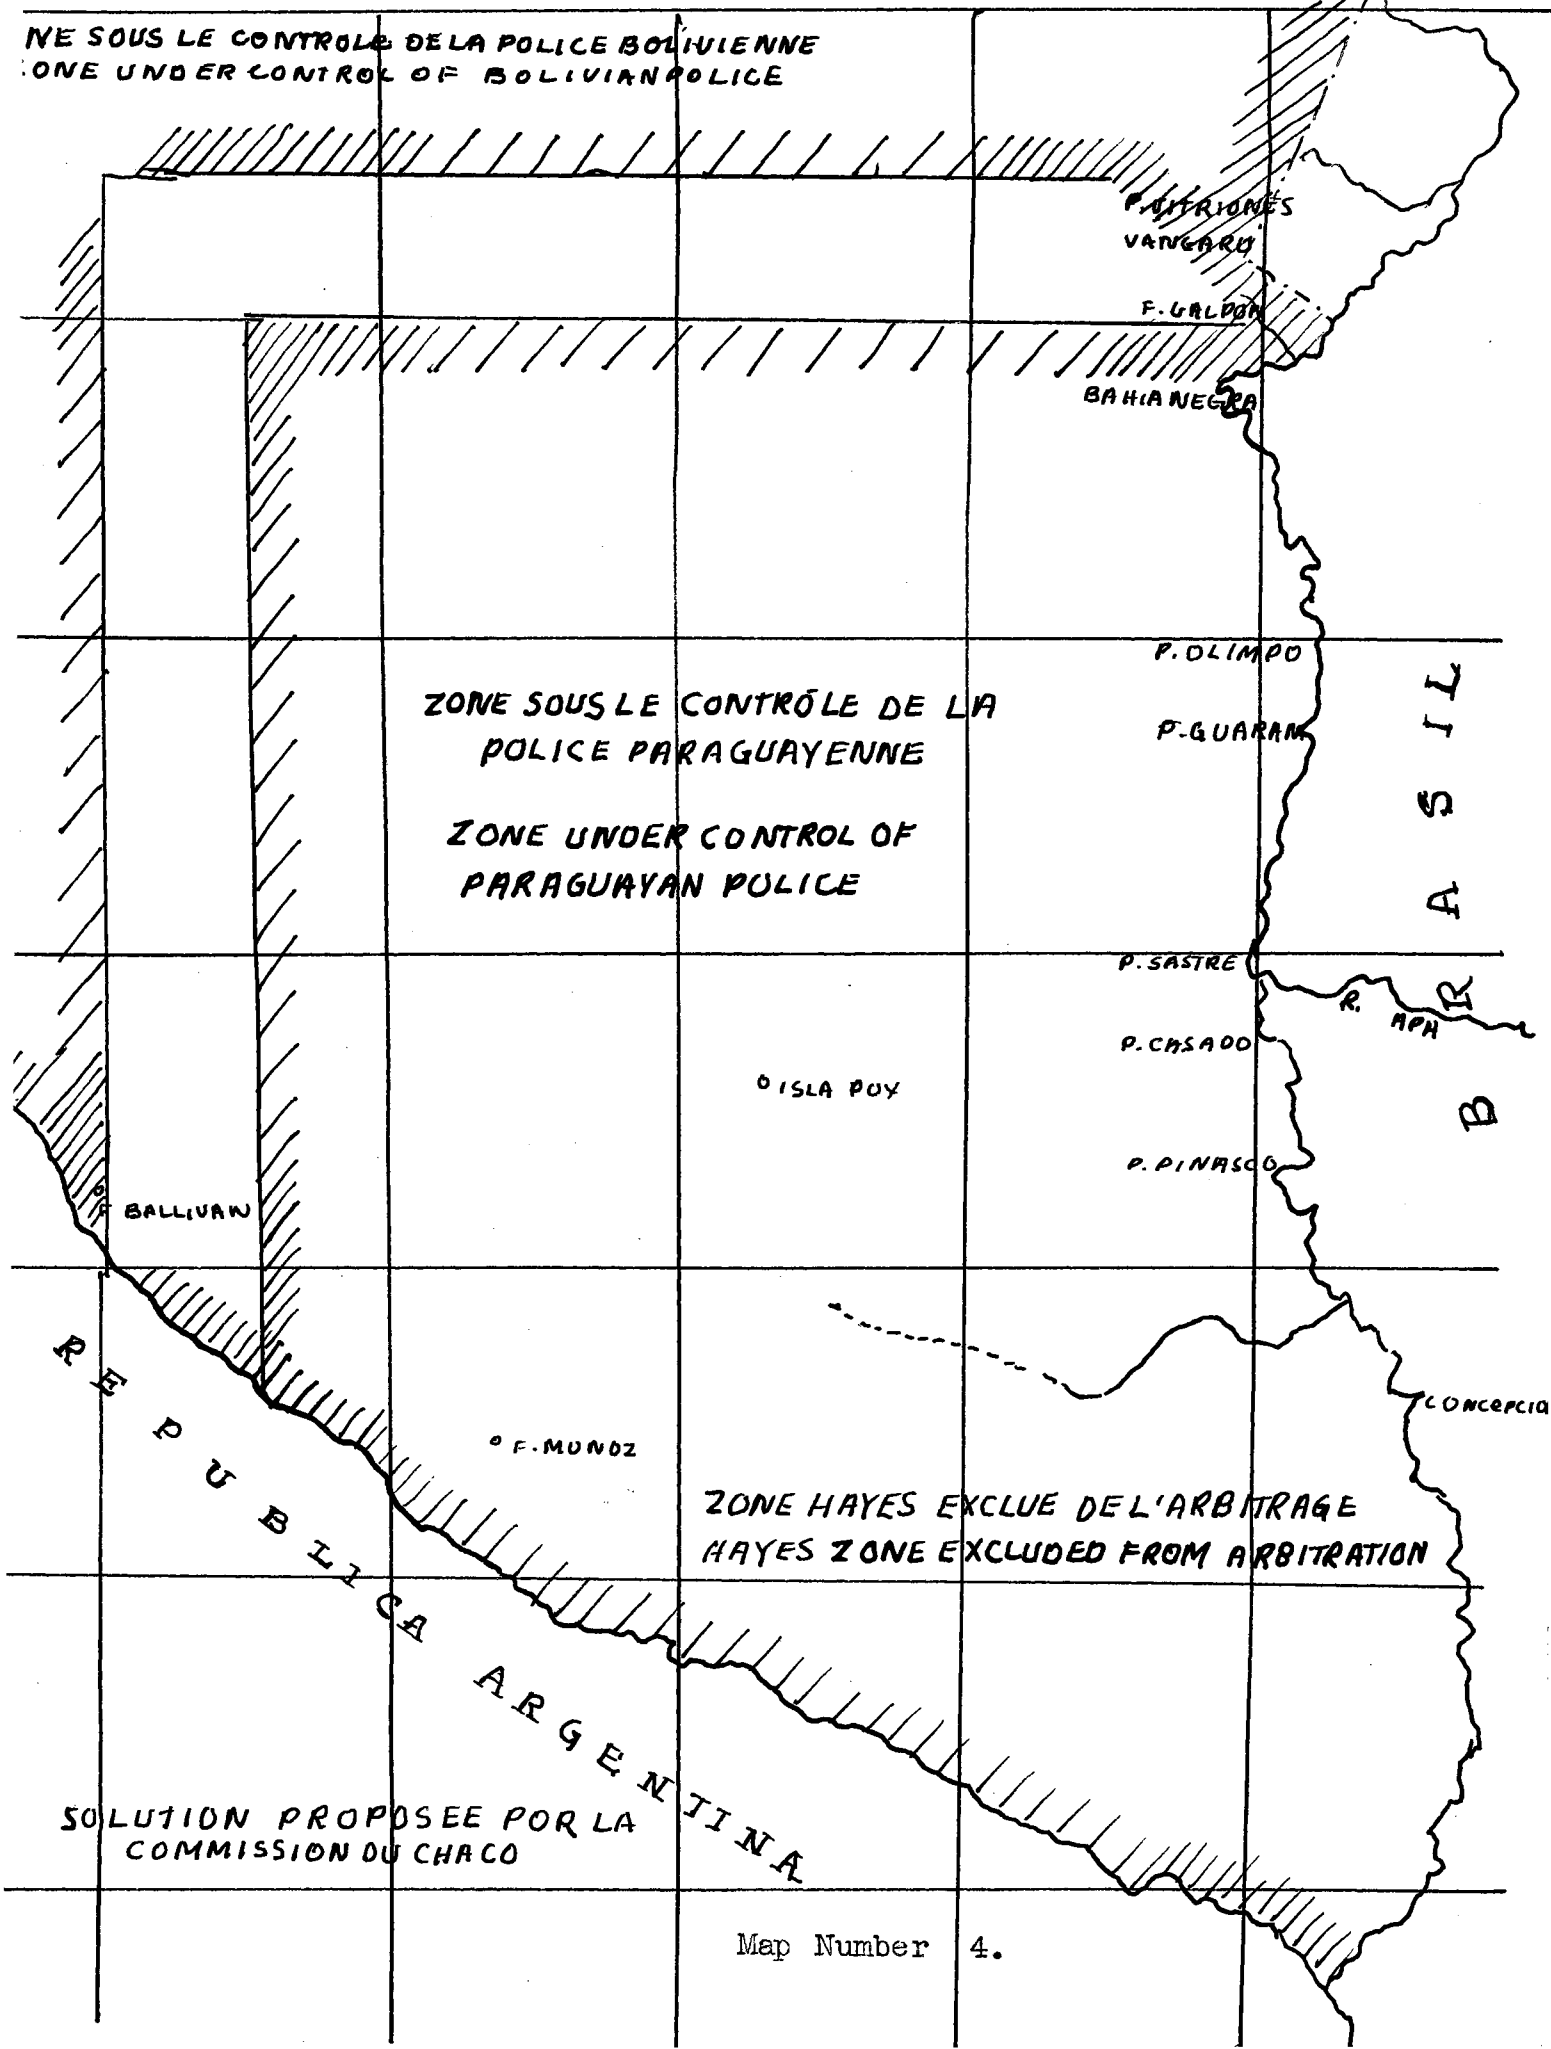 NE SOUS LE CONTROLE DE LA POLICE BOLIVIENNE
ONE UNDER CONTROL OF BOLIVIAN POLICE
P. VITRIONES
VANGARD
F. GALPON
BAHIA NEGRA
P. OLIMPO
ZONE SOUS LE CONTRÔLE DE LA
POLICE PARAGUAYENNE
P-GUARAM
ZONE UNDER CONTROL OF
PARAGUAYAN POLICE
BRASIL
P. SASTRE
R. APA
P. CASADO
ISLA POY
P. PINASCO
F BALLIVAN
CONCEPCIO
F. MUNOZ
ZONE HAYES EXCLUE DE L'ARBITRAGE
HAYES ZONE EXCLUDED FROM ARBITRATION
REPUBLICA ARGENTINA
SOLUTION PROPOSEE POR LA
COMMISSION DU CHACO
Map Number 4.